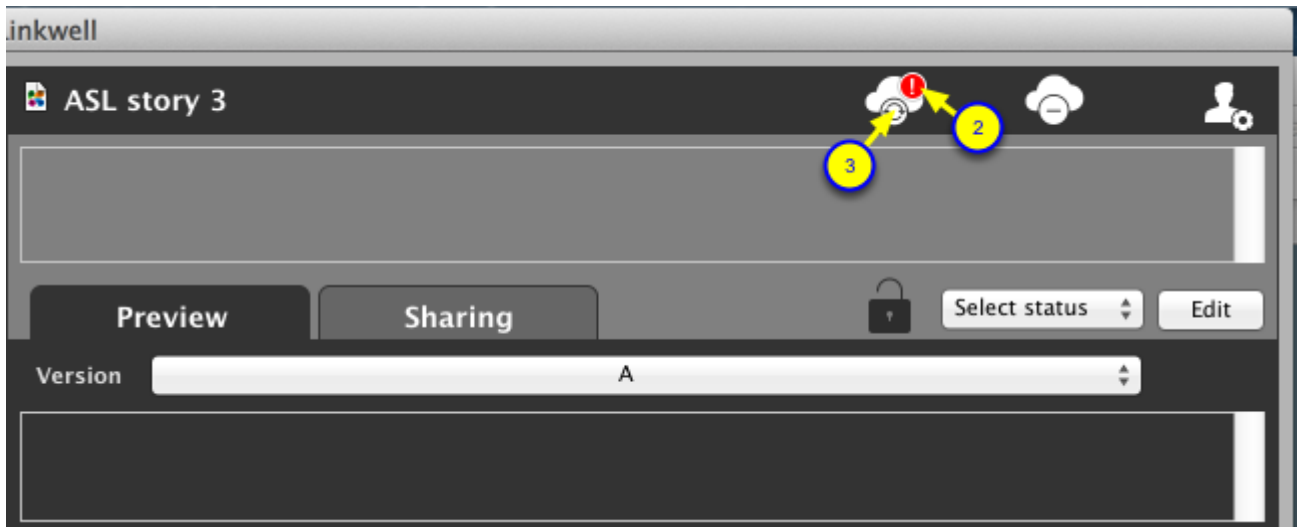 inkwell
ASL story 3
!
2
3
Preview
Sharing
Select status
Edit
Version
A